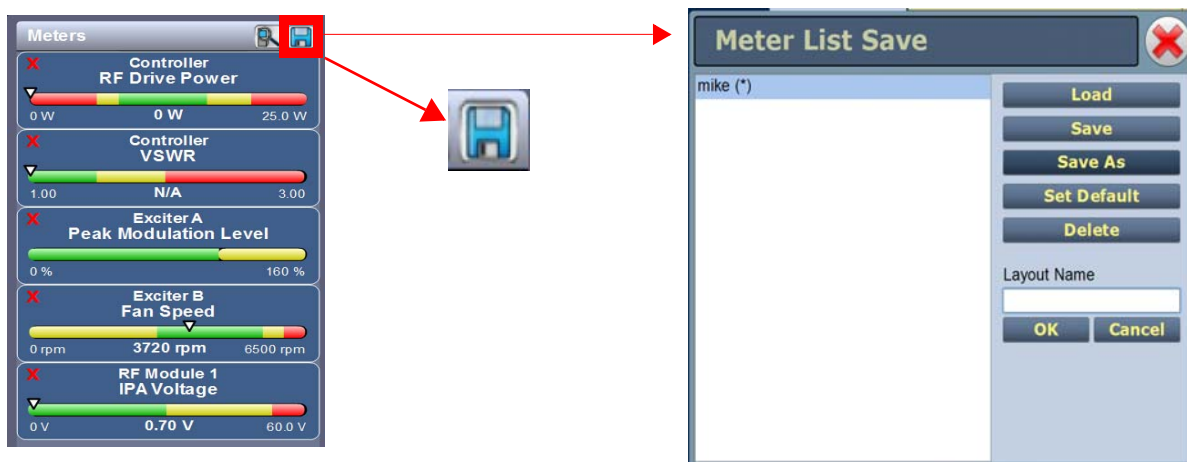 Meters
X
Controller
RF Drive Power
0 W 0 W 25.0 W
X
Controller
VSWR
1.00 N/A 3.00
X
Exciter A
Peak Modulation Level
0 % 160 %
X
Exciter B
Fan Speed
0 rpm 3720 rpm 6500 rpm
X
RF Module 1
IPA Voltage
0 V 0.70 V 60.0 V
Meter List Save
mike (*)
Load
Save
Save As
Set Default
Delete
Layout Name
OK Cancel